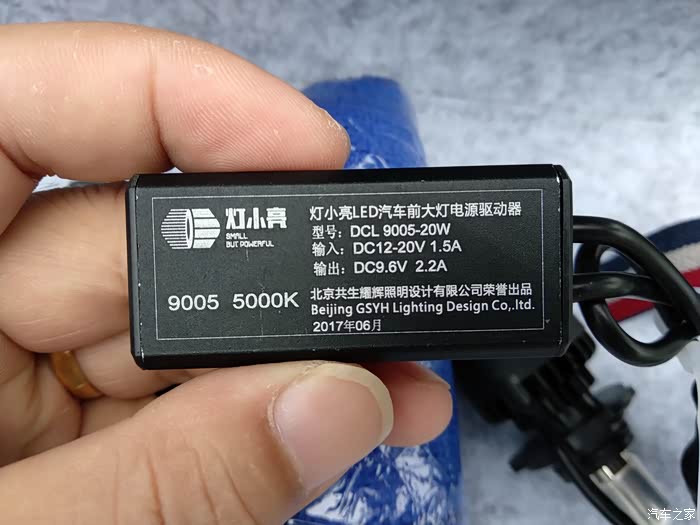 灯小亮
SMALL
BUT POWERFUL
9005 5000K
灯小亮LED汽车前大灯电源驱动器
型号：DCL 9005-20W
输入：DC12-20V 1.5A
输出：DC9.6V 2.2A
北京共生耀辉照明设计有限公司荣誉出品
Beijing GSYH Lighting Design Co,.ltd.
2017年06月
汽车之家